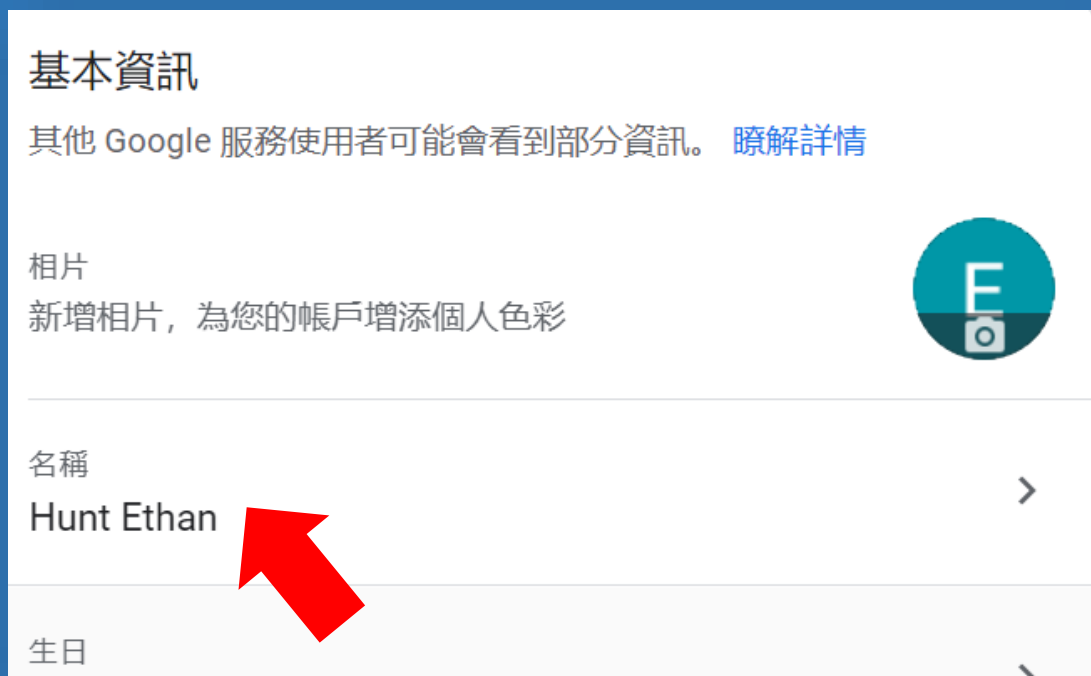 基本資訊
其他 Google 服務使用者可能會看到部分資訊。 瞭解詳情
相片
新增相片，為您的帳戶增添個人色彩
E
名稱
Hunt Ethan
生日